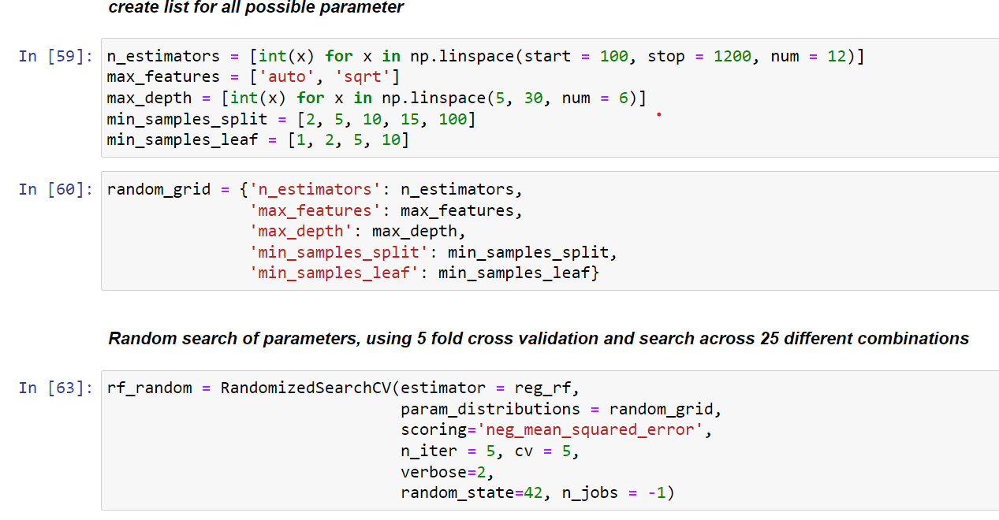 create list for all possible parameter
In [59]: n_estimators = [int(x) for x in np.linspace(start = 100, stop = 1200, num = 12)]
max_features = ['auto', 'sqrt']
max_depth = [int(x) for x in np.linspace(5, 30, num = 6)]
min_samples_split = [2, 5, 10, 15, 100]
min_samples_leaf = [1, 2, 5, 10]
In [60]: random_grid = {'n_estimators': n_estimators,
'max_features': max_features,
'max_depth': max_depth,
'min_samples_split': min_samples_split,
'min_samples_leaf': min_samples_leaf}
Random search of parameters, using 5 fold cross validation and search across 25 different combinations
In [63]: rf_random = RandomizedSearchCV(estimator = reg_rf,
param_distributions = random_grid,
scoring='neg_mean_squared_error',
n_iter = 5, cv = 5,
verbose=2,
random_state=42, n_jobs = -1)